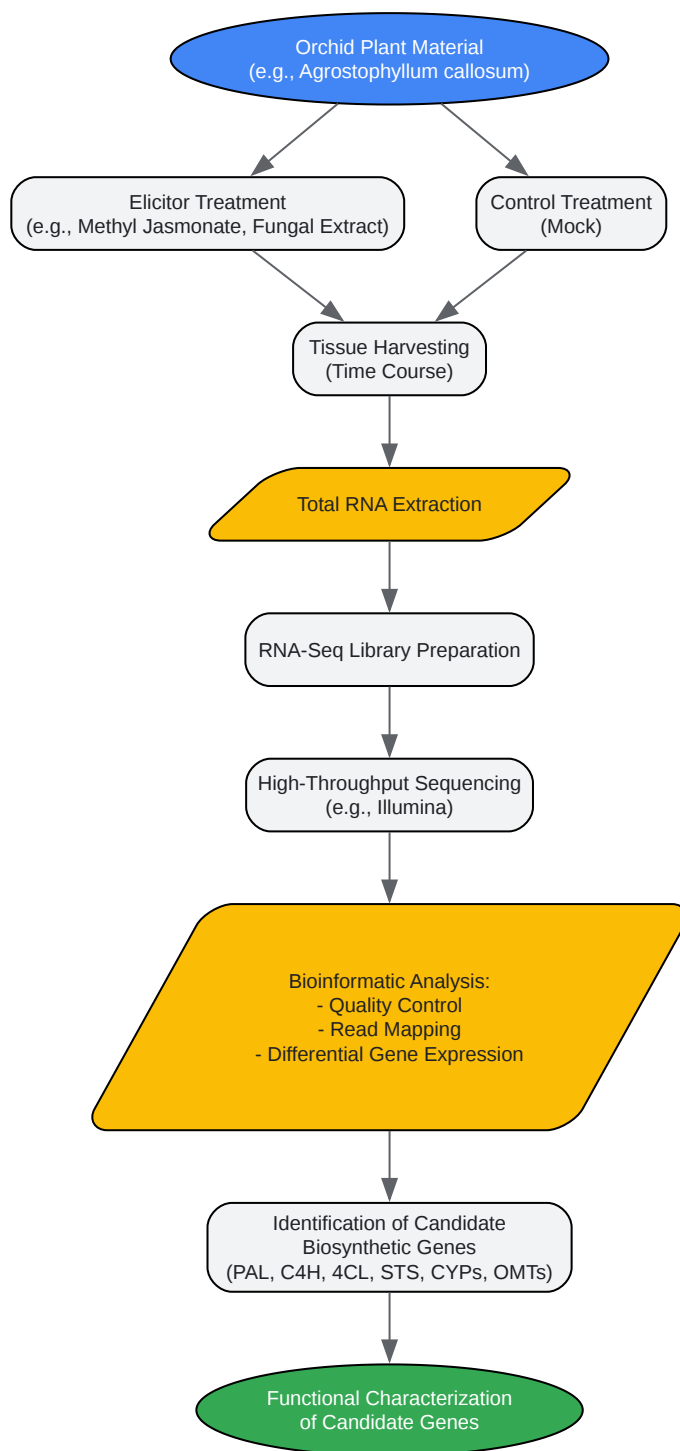 Orchid Plant Material
(e.g., Agrostophyllum callosum)
Elicitor Treatment
(e.g., Methyl Jasmonate, Fungal Extract)
Control Treatment
(Mock)
Tissue Harvesting
(Time Course)
Total RNA Extraction
RNA-Seq Library Preparation
High-Throughput Sequencing
(e.g., Illumina)
Bioinformatic Analysis:
- Quality Control
- Read Mapping
- Differential Gene Expression
Identification of Candidate
Biosynthetic Genes
(PAL, C4H, 4CL, STS, CYPs, OMTs)
Functional Characterization
of Candidate Genes